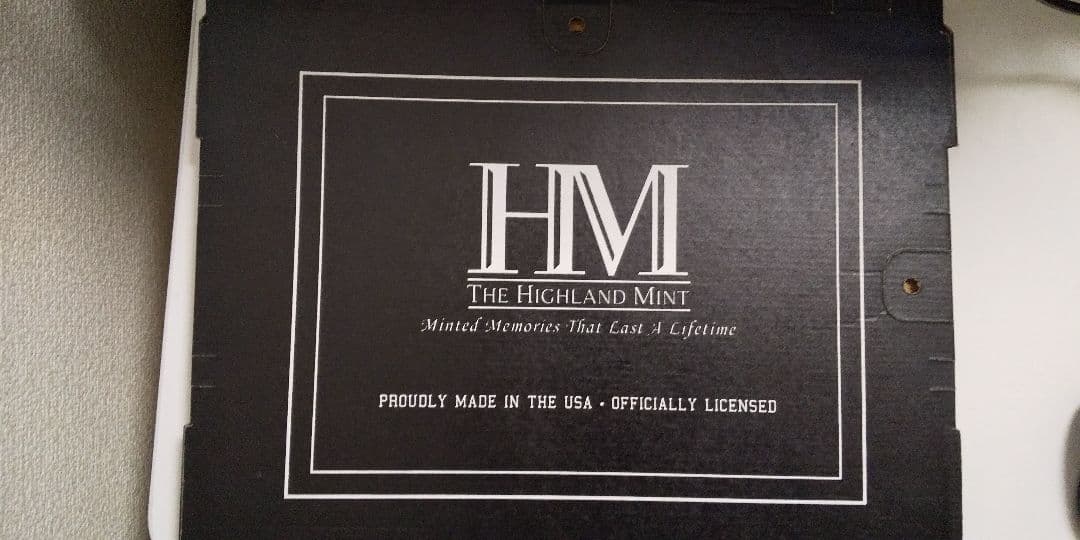 HM
THE HIGHLAND MINT
Minted Memories That Last A Lifetime
PROUDLY MADE IN THE USA • OFFICIALLY LICENSED